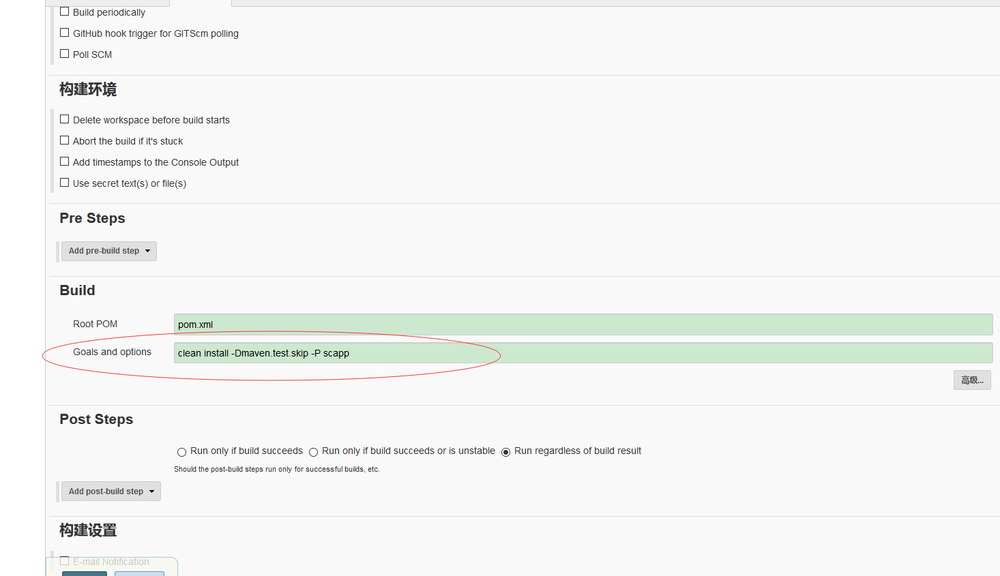 Build periodically
GitHub hook trigger for GITScm polling
Poll SCM
构建环境
Delete workspace before build starts
Abort the build if it's stuck
Add timestamps to the Console Output
Use secret text(s) or file(s)
Pre Steps
Add pre-build step
Build
Root POM
pom.xml
Goals and options
clean install -Dmaven.test.skip -P scapp
高级...
Post Steps
Run only if build succeeds Run only if build succeeds or is unstable Run regardless of build result
Should the post-build steps run only for successful builds, etc.
Add post-build step
构建设置
E-mail Notification